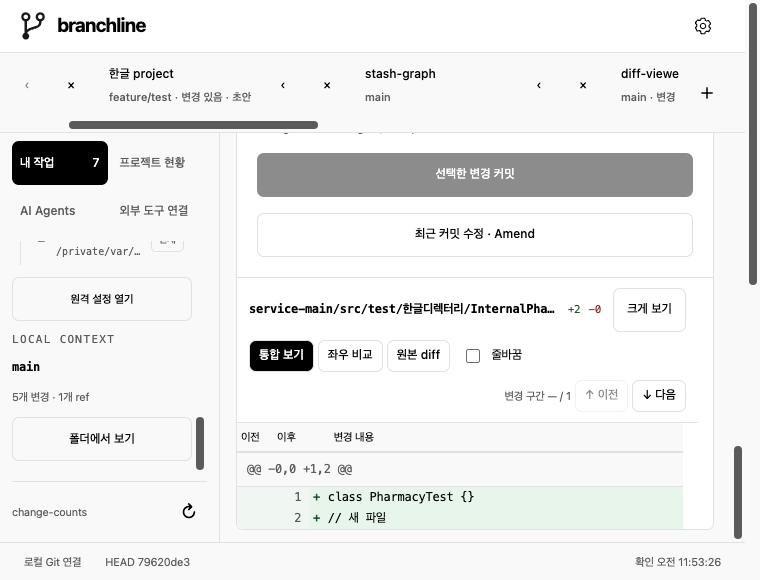 branchline
‹ × 한글 project ‹ × stash-graph ‹ × diff-viewe
feature/test · 변경 있음 · 초안 main main · 변경 +
내 작업 7 프로젝트 현황
AI Agents 외부 도구 연결
/private/var/…
원격 설정 열기
LOCAL CONTEXT
main
5개 변경 · 1개 ref
폴더에서 보기
change-counts
선택한 변경 커밋
최근 커밋 수정 · Amend
service-main/src/test/한글디렉터리/InternalPha… +2 −0 크게 보기
통합 보기 좌우 비교 원본 diff 줄바꿈
변경 구간 — / 1 ↑ 이전 ↓ 다음
이전 이후 변경 내용
@@ −0,0 +1,2 @@
1 + class PharmacyTest {}
2 + // 새 파일
로컬 Git 연결 HEAD 79620de3 확인 오전 11:53:26